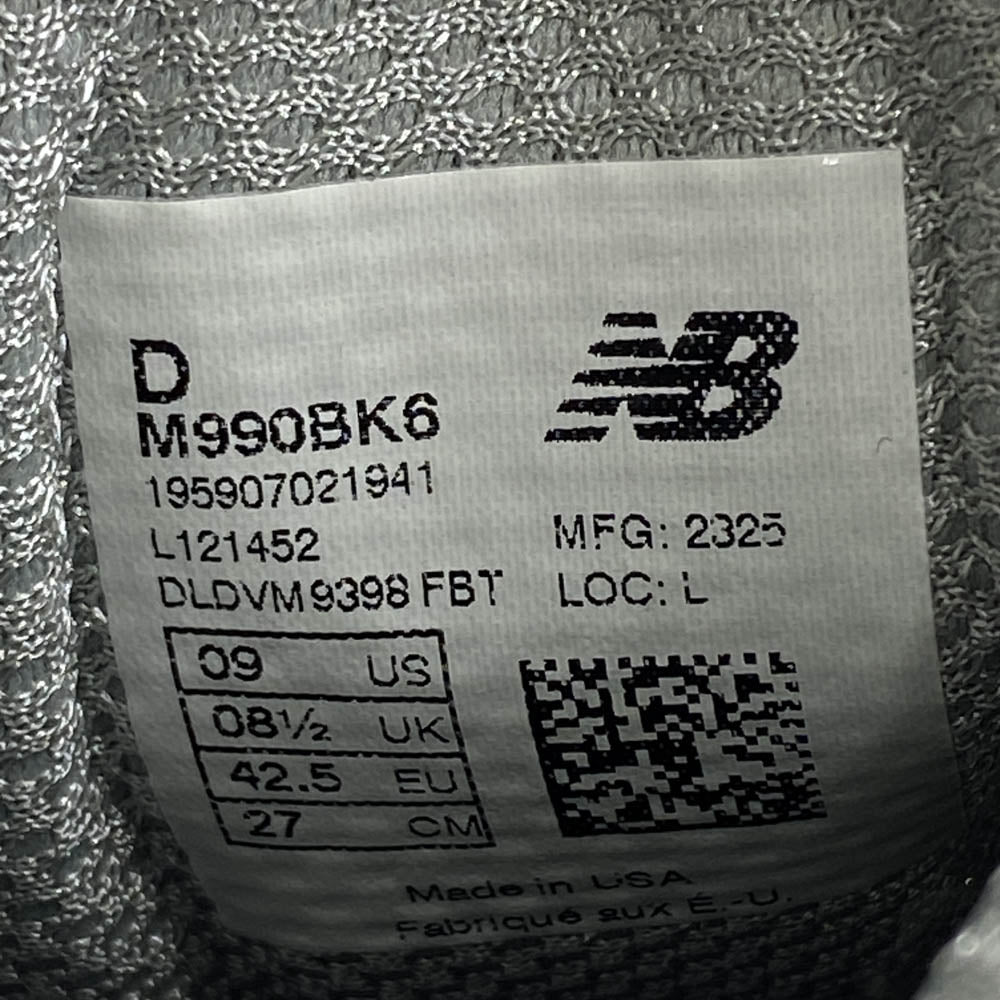 NB
D
M990BK6
195907021941
L121452
MFG: 2325
DLDVM9398 FBT
LOC: L
09 US
08½ UK
42.5 EU
27 CM
Made in USA
Fabriqué aux É.-U.